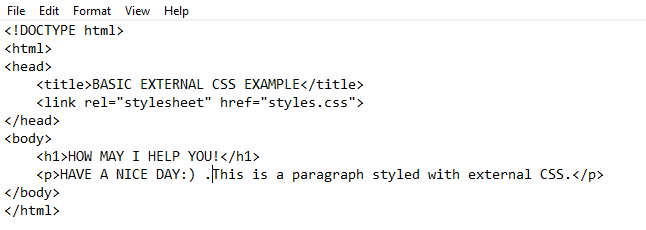 File Edit Format View Help
<!DOCTYPE html>
<html>
<head>
    <title>BASIC EXTERNAL CSS EXAMPLE</title>
    <link rel="stylesheet" href="styles.css">
</head>
<body>
    <h1>HOW MAY I HELP YOU!</h1>
    <p>HAVE A NICE DAY:) .This is a paragraph styled with external CSS.</p>
</body>
</html>